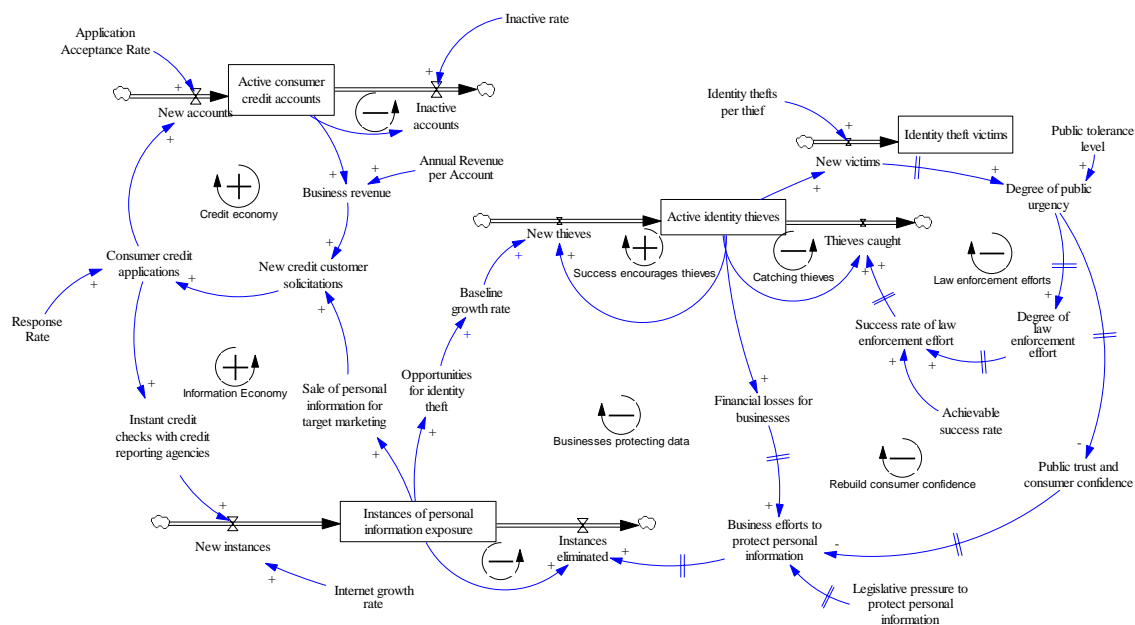 Application
Acceptance Rate
Inactive rate
Active consumer
credit accounts
New accounts
Inactive
accounts
Credit economy
Annual Revenue
per Account
Business revenue
Consumer credit
applications
New credit customer
solicitations
Response
Rate
Information Economy
Instant credit
checks with credit
reporting agencies
Sale of personal
information for
target marketing
Opportunities
for identity
theft
Baseline
growth rate
New instances
Internet growth
rate
Instances of personal
information exposure
Instances
eliminated
Identity thefts
per thief
Identity theft victims
New victims
Public tolerance
level
Degree of public
urgency
Active identity thieves
New thieves
Thieves caught
Success encourages thieves
Catching thieves
Law enforcement efforts
Success rate of law
enforcement effort
Degree of
law
enforcement
effort
Achievable
success rate
Financial losses for
businesses
Businesses protecting data
Rebuild consumer confidence
Public trust and
consumer confidence
Business efforts to
protect personal
information
Legislative pressure to
protect personal
information